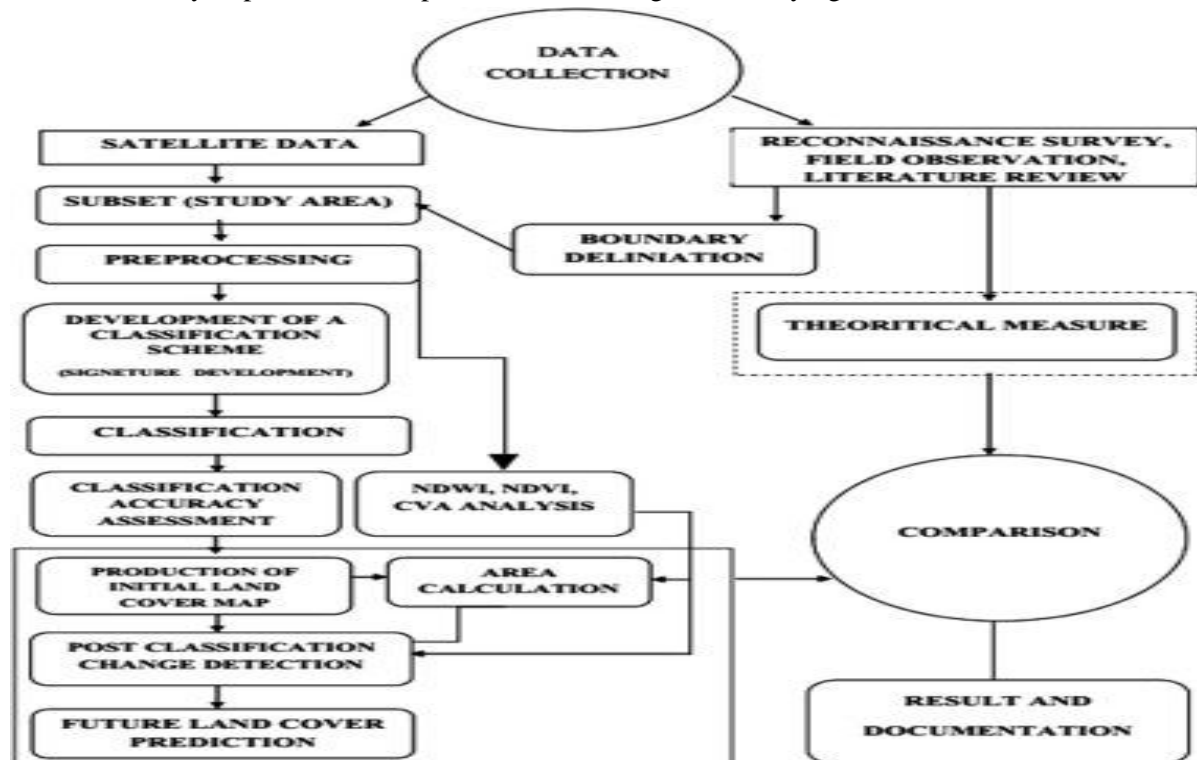 DATA
COLLECTION
SATELLITE DATA
RECONNAISSANCE SURVEY,
FIELD OBSERVATION,
LITERATURE REVIEW
SUBSET (STUDY AREA)
BOUNDARY
DELINIATION
PREPROCESSING
DEVELOPMENT OF A
CLASSIFICATION
SCHEME
(SIGNETURE DEVELOPMENT)
THEORITICAL MEASURE
CLASSIFICATION
CLASSIFICATION
ACCURACY
ASSESSMENT
NDWI, NDVI,
CVA ANALYSIS
COMPARISON
PRODUCTION OF
INITIAL LAND
COVER MAP
AREA
CALCULATION
POST CLASSIFICATION
CHANGE DETECTION
FUTURE LAND COVER
PREDICTION
RESULT AND
DOCUMENTATION